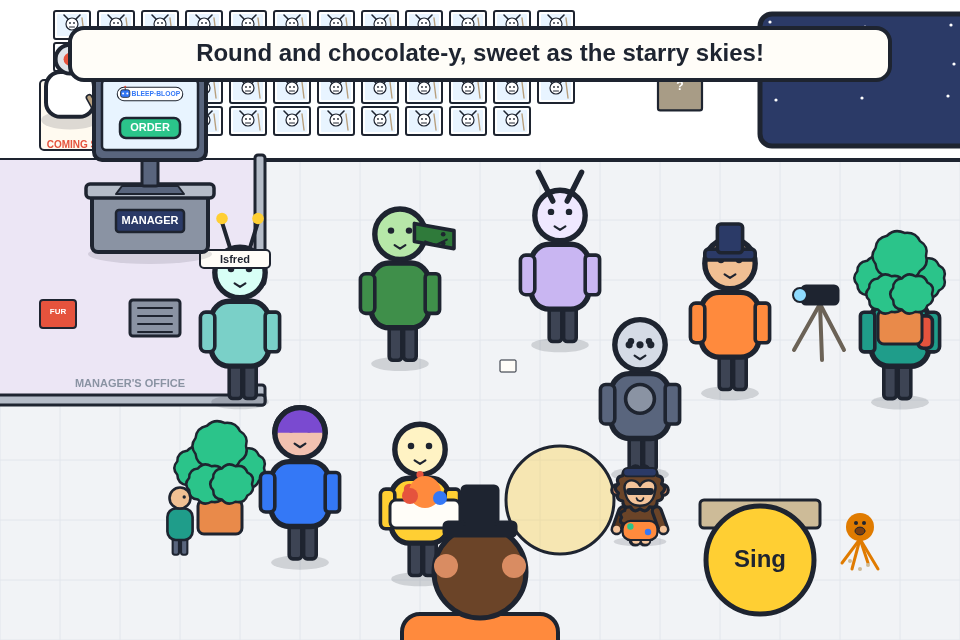 Round and chocolate-y, sweet as the starry skies!
?
BLEEP-BLOOP
ORDER
COMING
MANAGER
Isfred
FUR
MANAGER'S OFFICE
Sing